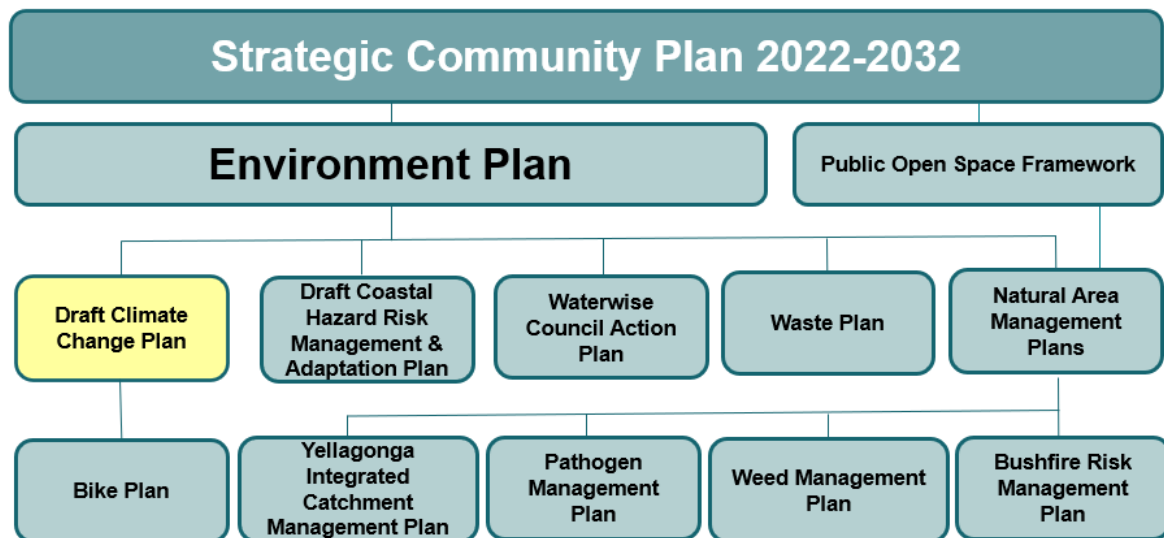 Strategic Community Plan 2022-2032
Environment Plan
Public Open Space Framework
Draft Climate
Change Plan
Draft Coastal
Hazard Risk
Management &
Adaptation Plan
Waterwise
Council Action
Plan
Waste Plan
Natural Area
Management
Plans
Bike Plan
Yellagonga
Integrated
Catchment
Management Plan
Pathogen
Management
Plan
Weed Management
Plan
Bushfire Risk
Management
Plan